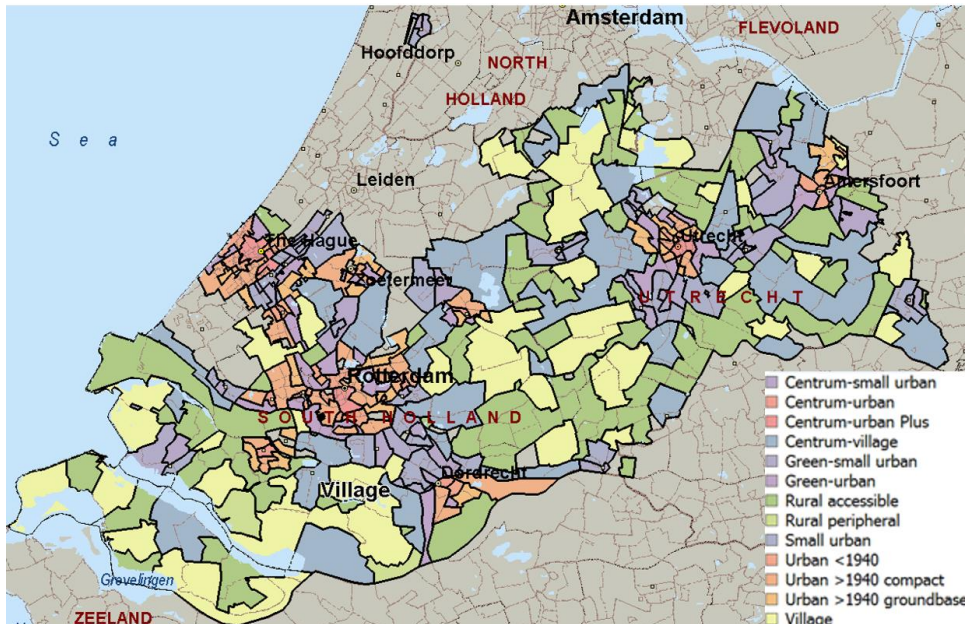 Amsterdam
FLEVOLAND
Hoofddorp
NORTH
HOLLAND
Sea
Leiden
Amersfoort
The Hague
Utrecht
Zoetermeer
UTRECHT
Rotterdam
SOUTH HOLLAND
Dordrecht
Village
Grevelingen
ZEELAND
Centrum-small urban
Centrum-urban
Centrum-urban Plus
Centrum-village
Green-small urban
Green-urban
Rural accessible
Rural peripheral
Small urban
Urban <1940
Urban >1940 compact
Urban >1940 groundbase
Village